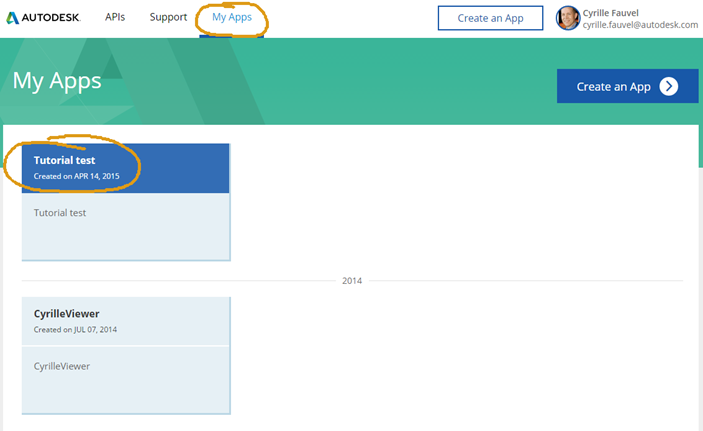 AUTODESK. APIs Support My Apps Create an App Cyrille Fauvel
cyrille.fauvel@autodesk.com
My Apps
Create an App
Tutorial test
Created on APR 14, 2015
Tutorial test
2014
CyrilleViewer
Created on JUL 07, 2014
CyrilleViewer